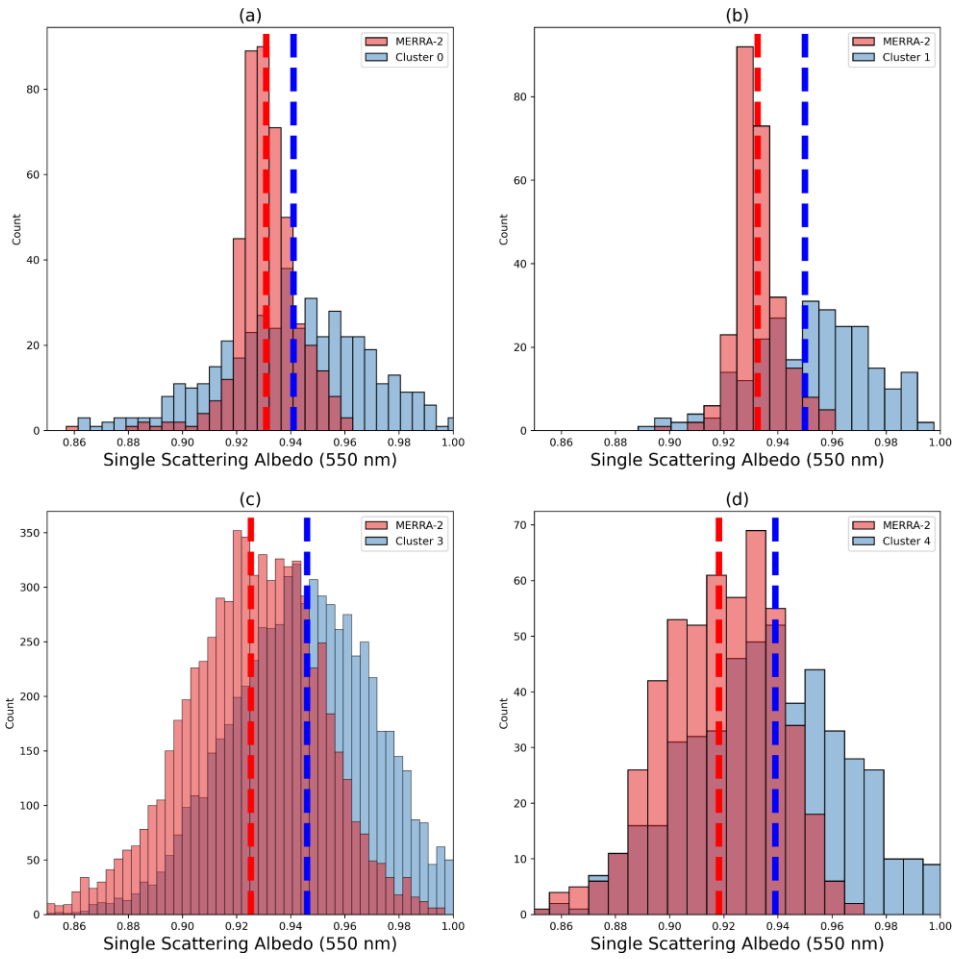 (a)
MERRA-2
Cluster 0
Count
80
60
40
20
0
0.86 0.88 0.90 0.92 0.94 0.96 0.98 1.00
Single Scattering Albedo (550 nm)
(b)
MERRA-2
Cluster 1
Count
80
60
40
20
0
0.86 0.88 0.90 0.92 0.94 0.96 0.98 1.00
Single Scattering Albedo (550 nm)
(c)
MERRA-2
Cluster 3
Count
350
300
250
200
150
100
50
0
0.86 0.88 0.90 0.92 0.94 0.96 0.98 1.00
Single Scattering Albedo (550 nm)
(d)
MERRA-2
Cluster 4
Count
70
60
50
40
30
20
10
0
0.86 0.88 0.90 0.92 0.94 0.96 0.98 1.00
Single Scattering Albedo (550 nm)